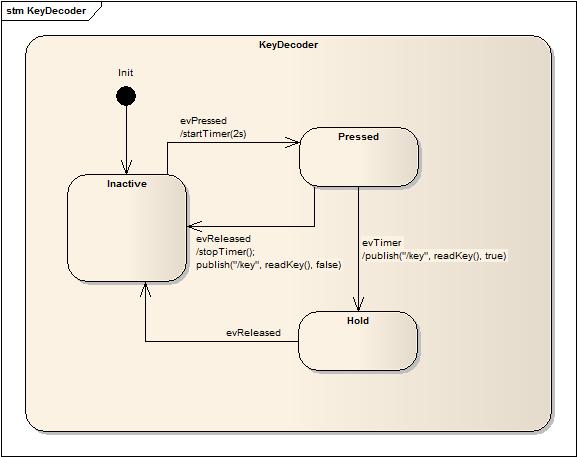 stm KeyDecoder
KeyDecoder
Init
evPressed
/startTimer(2s)
Pressed
Inactive
evReleased
/stopTimer();
publish("/key", readKey(), false)
evTimer
/publish("/key", readKey(), true)
Hold
evReleased